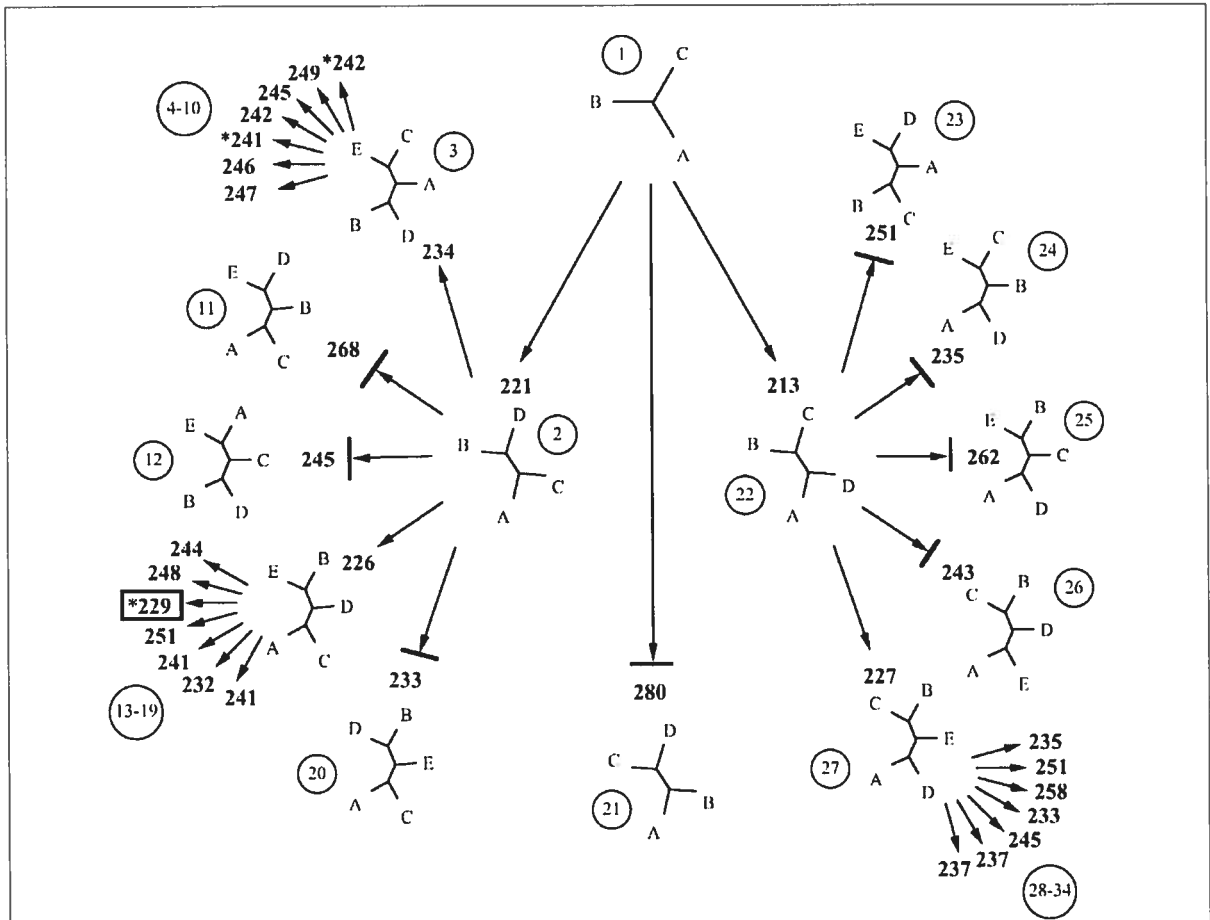 1
C
B
A
4-10
*242
249
245
242
*241
246
247
E
C
3
A
B
D
234
E
D
23
A
B
C
251
E
C
24
B
A
D
235
E
D
11
B
A
C
268
221
213
E
A
12
C
B
D
245
D
2
B
C
A
C
B
22
D
A
E
B
25
262
C
A
D
244
248
*229
251
241
232
241
13-19
E
B
226
D
A
C
243
B
26
C
D
A
E
233
B
D
20
E
A
C
280
D
C
21
B
A
227
B
C
E
27
A
D
235
251
258
233
245
237
237
28-34